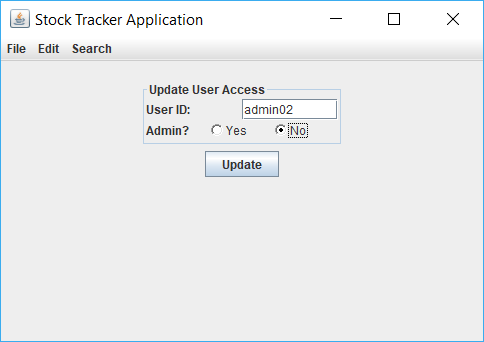 Stock Tracker Application
File Edit Search
Update User Access
User ID: admin02
Admin? Yes No
Update